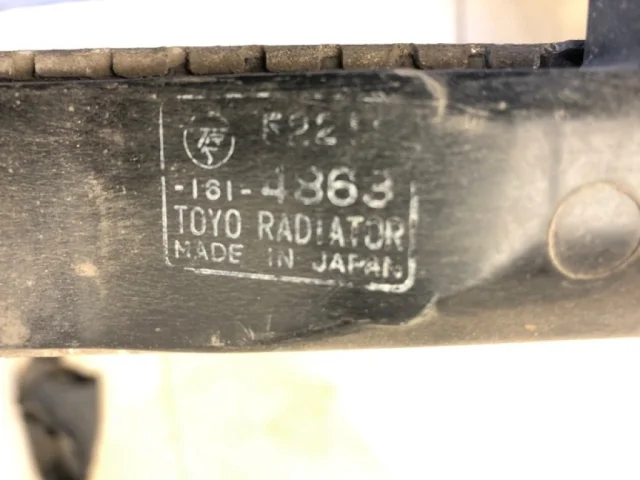 -161-4863
TOYO RADIATOR
MADE IN JAPAN